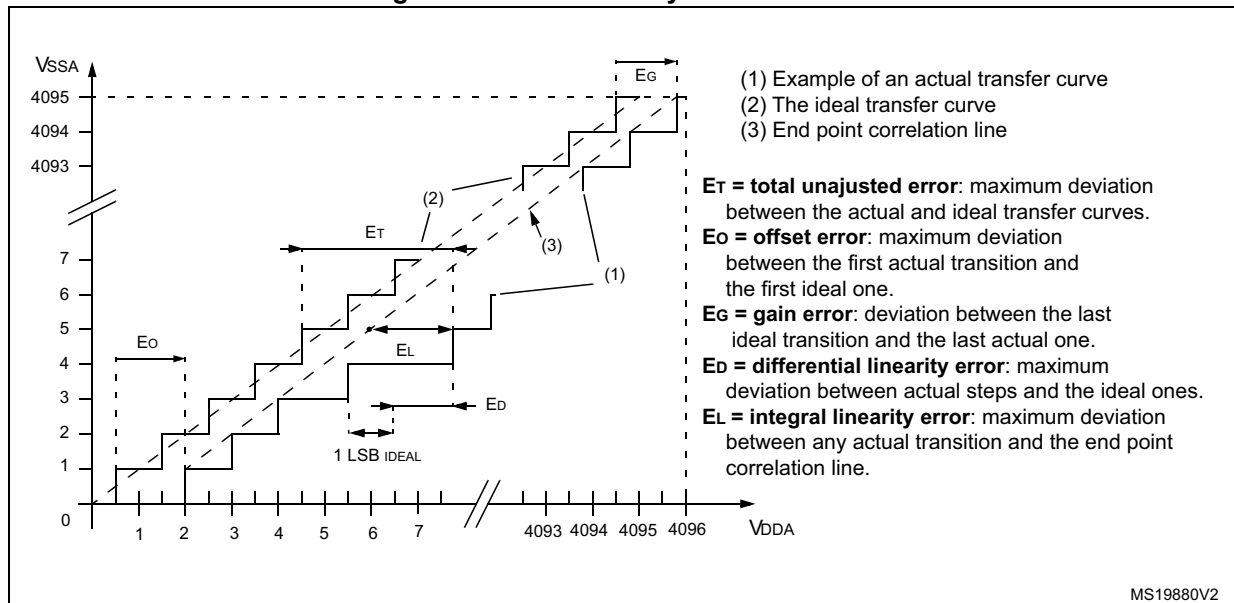 VSSA
EG
4095
4094
4093
(1) Example of an actual transfer curve
(2) The ideal transfer curve
(3) End point correlation line
ET = total unajusted error: maximum deviation
between the actual and ideal transfer curves.
EO = offset error: maximum deviation
between the first actual transition and
the first ideal one.
EG = gain error: deviation between the last
ideal transition and the last actual one.
ED = differential linearity error: maximum
deviation between actual steps and the ideal ones.
EL = integral linearity error: maximum deviation
between any actual transition and the end point
correlation line.
(2)
ET
(3)
(1)
7
6
5
4
3
2
1
0
EO
EL
ED
1 LSB IDEAL
1 2 3 4 5 6 7 4093 4094 4095 4096
VDDA
MS19880V2